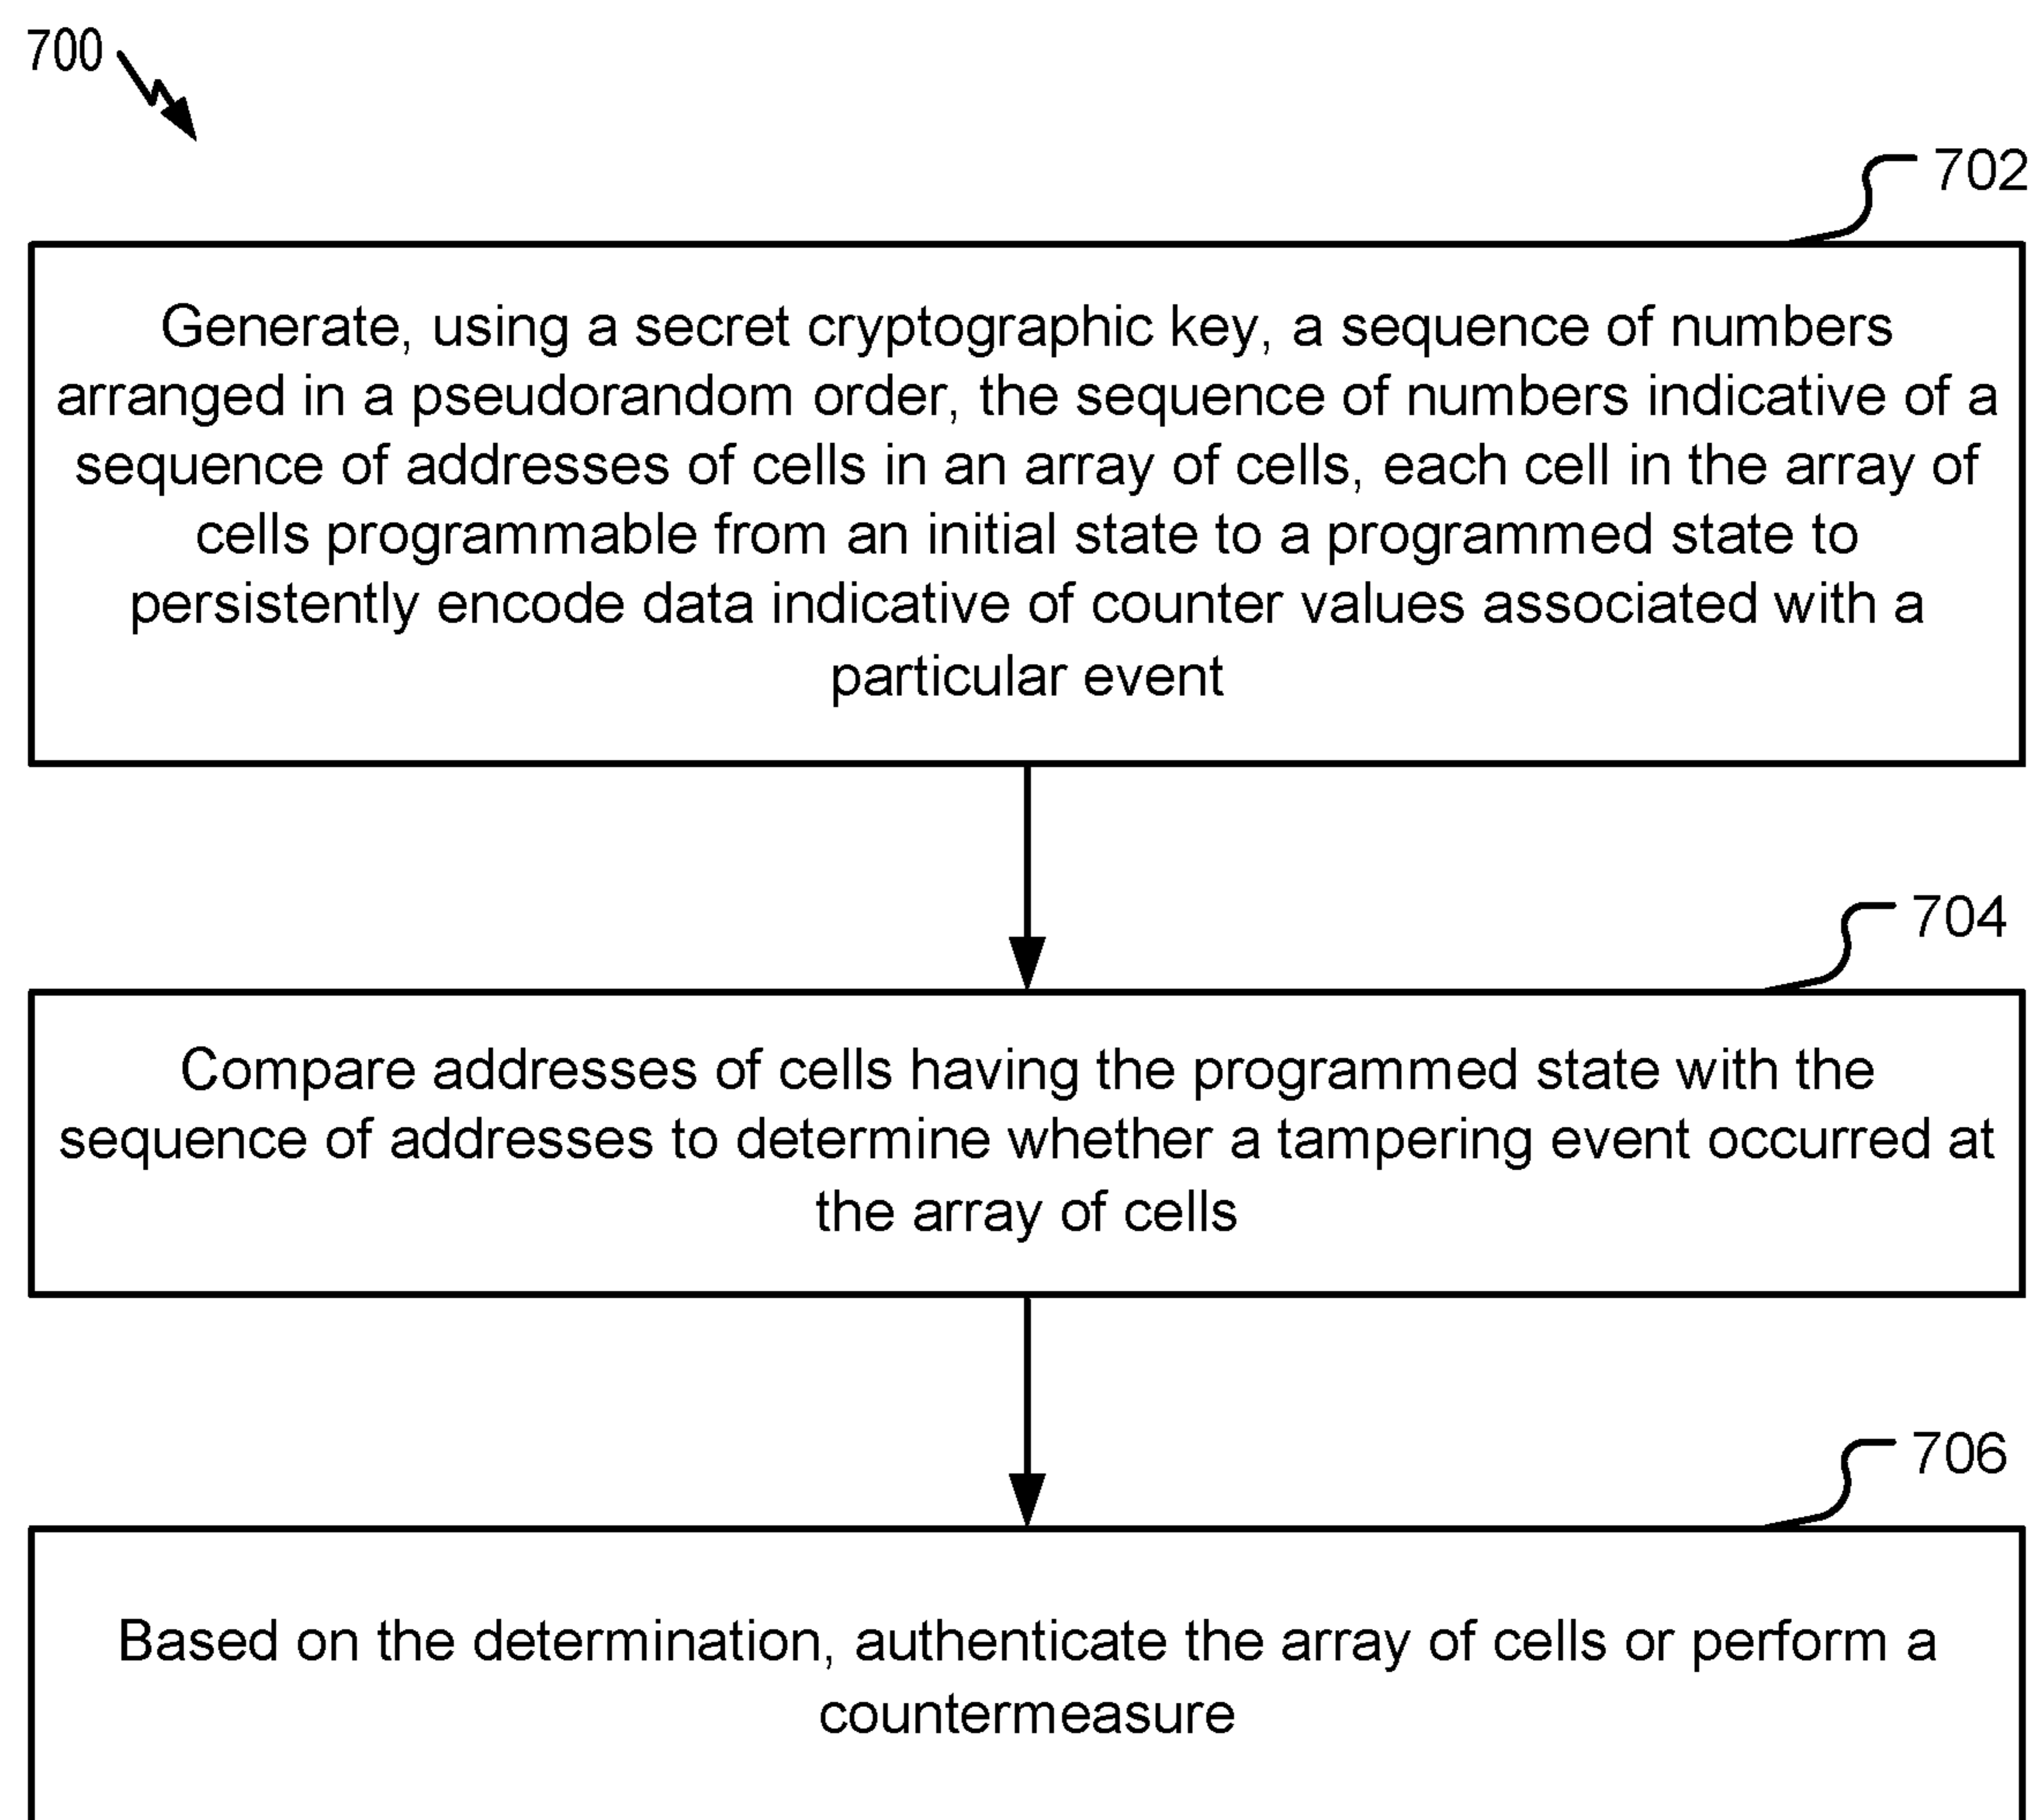 700
702
Generate, using a secret cryptographic key, a sequence of numbers
arranged in a pseudorandom order, the sequence of numbers indicative of a
sequence of addresses of cells in an array of cells, each cell in the array of
cells programmable from an initial state to a programmed state to
persistently encode data indicative of counter values associated with a
particular event
704
Compare addresses of cells having the programmed state with the
sequence of addresses to determine whether a tampering event occurred at
the array of cells
706
Based on the determination, authenticate the array of cells or perform a
countermeasure